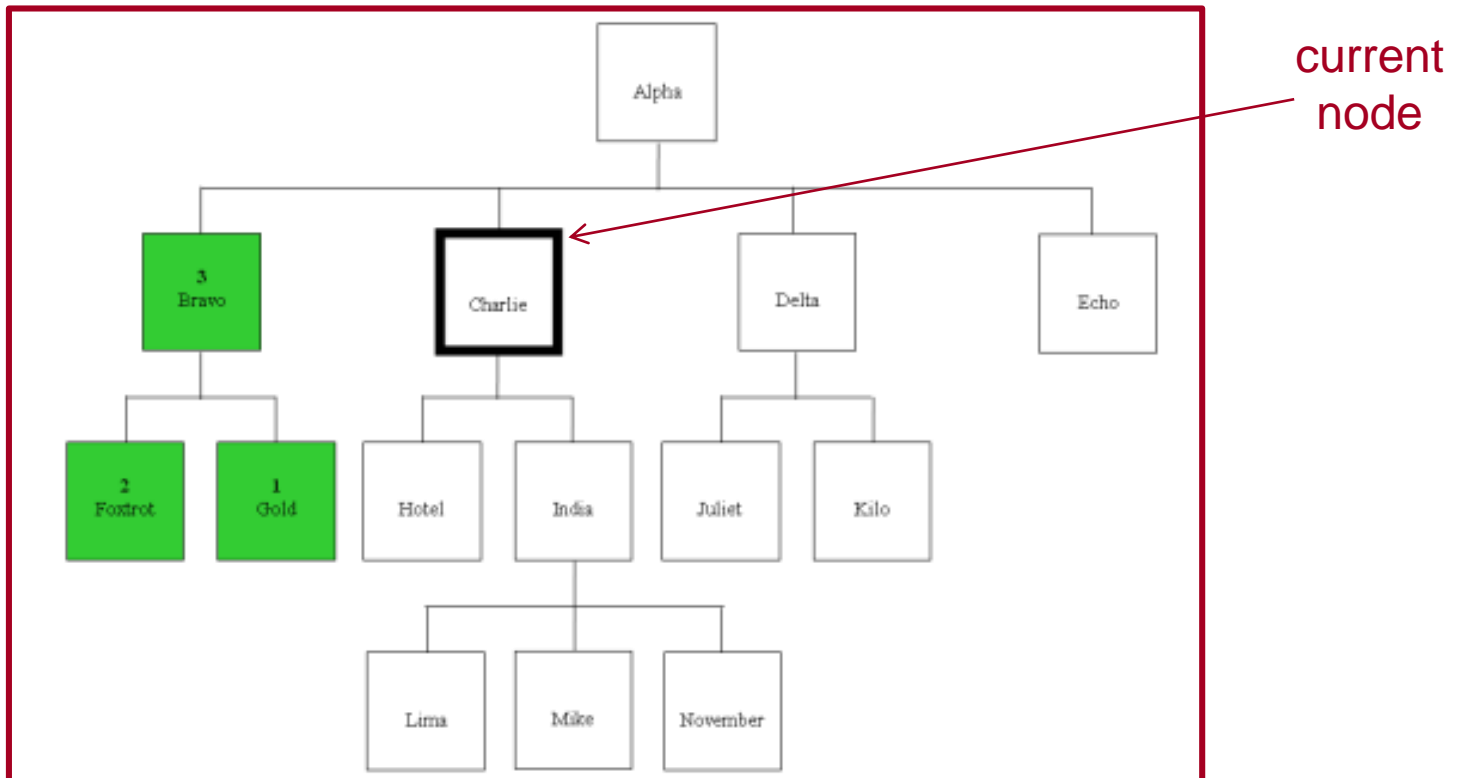 current
node
Alpha
3
Bravo
Charlie
Delta
Echo
2
Foxtrot
1
Gold
Hotel
India
Juliet
Kilo
Lima
Mike
November